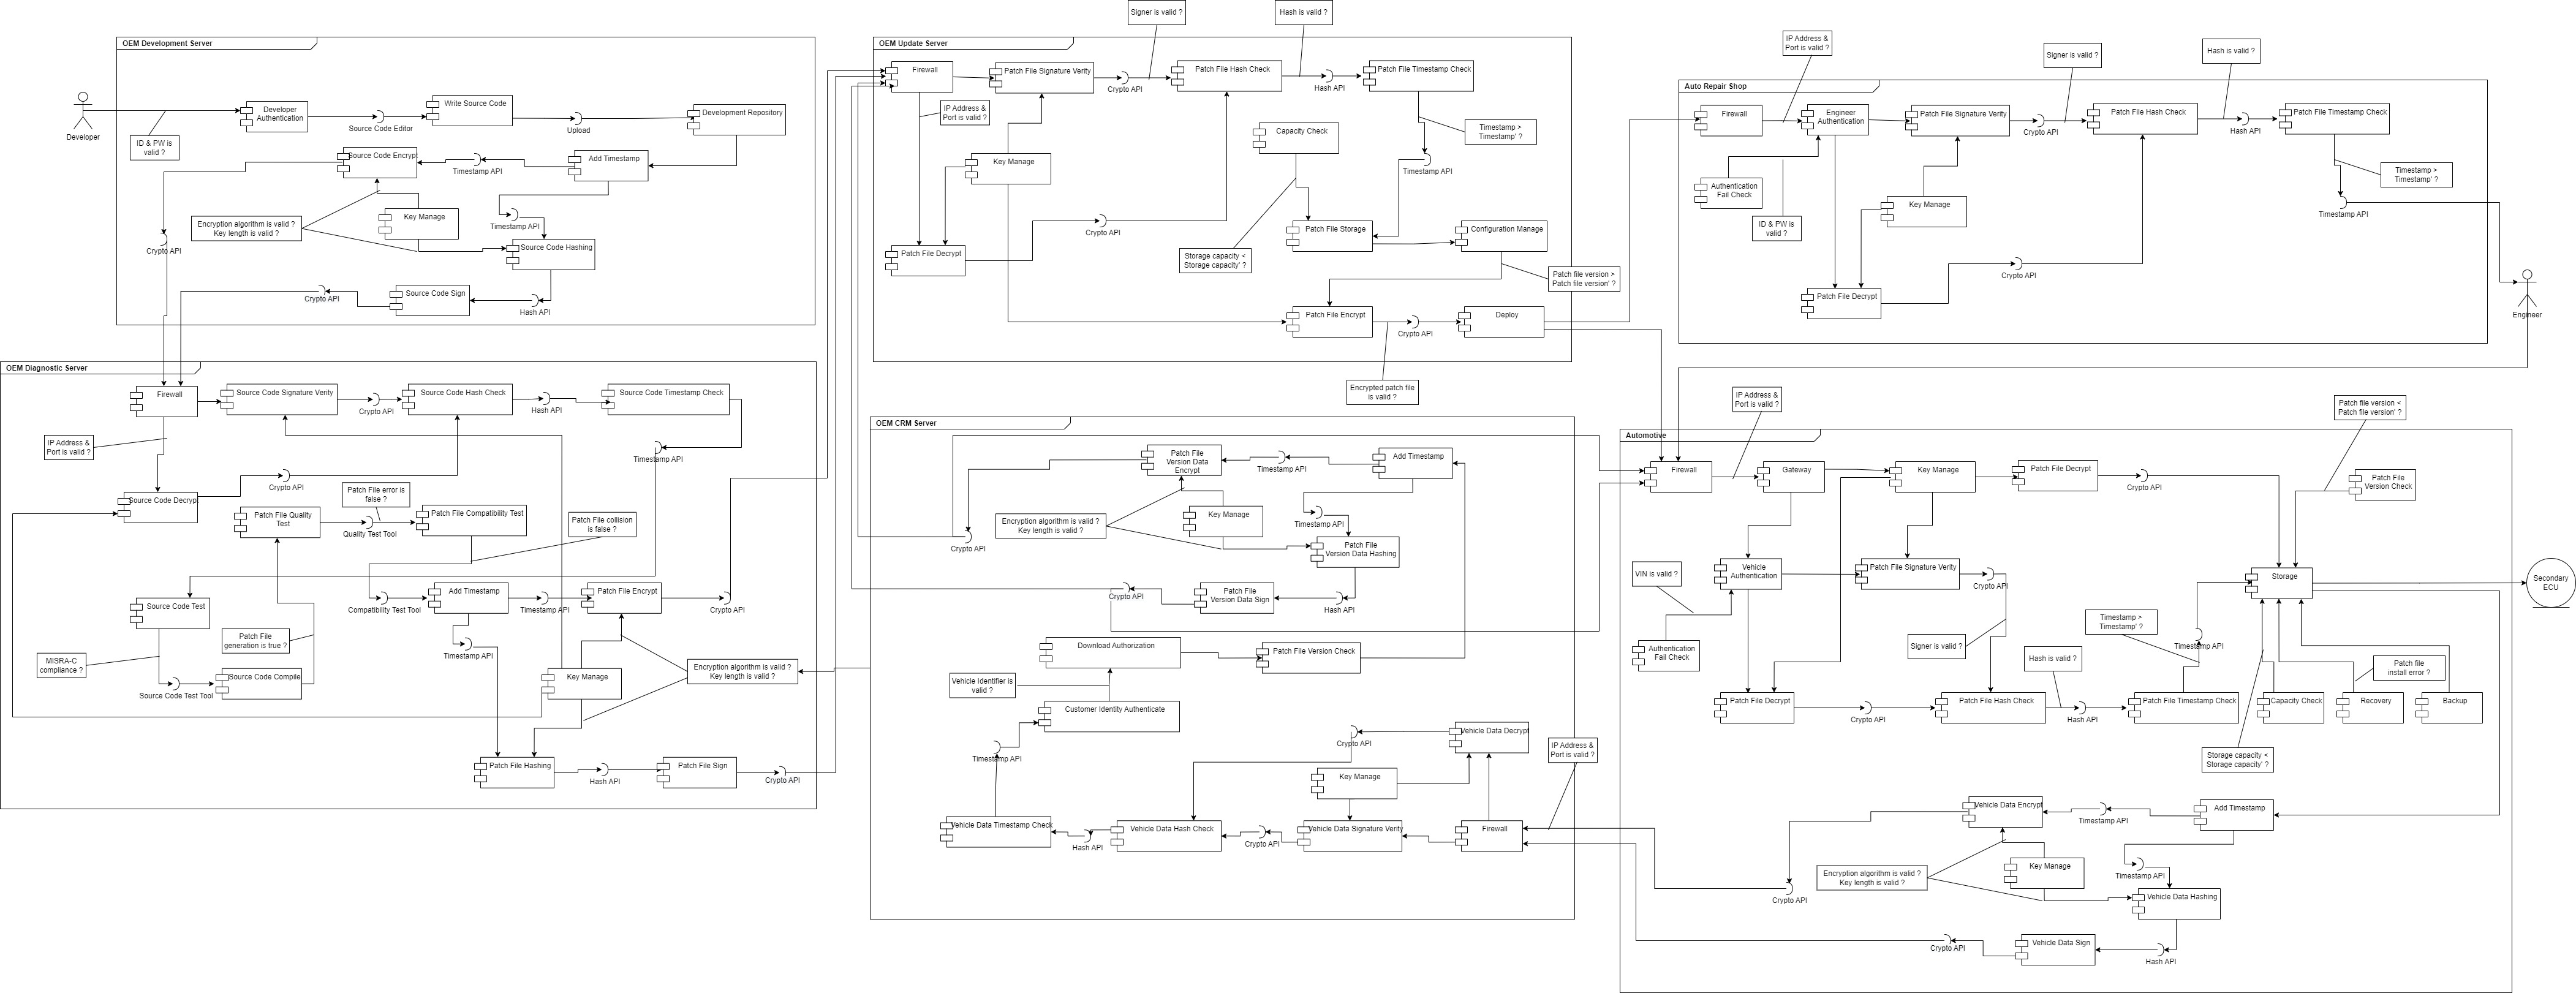 OEM Development Server
Developer
Developer
Authentication
ID & PW is
valid ?
Source Code Editor
Write Source Code
Upload
Development Repository
Source Code Encrypt
Timestamp API
Add Timestamp
Encryption algorithm is valid ?
Key length is valid ?
Key Manage
Timestamp API
Crypto API
Source Code Hashing
Crypto API
Source Code Sign
Hash API
OEM Update Server
Signer is valid ?
Hash is valid ?
Firewall
Patch File Signature Verity
Crypto API
Patch File Hash Check
Hash API
Patch File Timestamp Check
IP Address &
Port is valid ?
Key Manage
Capacity Check
Timestamp >
Timestamp' ?
Timestamp API
Crypto API
Patch File Storage
Configuration Manage
Patch File Decrypt
Storage capacity <
Storage capacity' ?
Patch file version >
Patch file version' ?
Patch File Encrypt
Crypto API
Deploy
Encrypted patch file
is valid ?
Auto Repair Shop
IP Address &
Port is valid ?
Signer is valid ?
Hash is valid ?
Firewall
Engineer
Authentication
Patch File Signature Verity
Crypto API
Patch File Hash Check
Hash API
Patch File Timestamp Check
Authentication
Fail Check
ID & PW is
valid ?
Key Manage
Timestamp >
Timestamp' ?
Timestamp API
Crypto API
Patch File Decrypt
Engineer
OEM Diagnostic Server
Firewall
Source Code Signature Verity
Crypto API
Source Code Hash Check
Hash API
Source Code Timestamp Check
IP Address &
Port is valid ?
Timestamp API
Crypto API
Source Code Decrypt
Patch File error is
false ?
Patch File Quality
Test
Quality Test Tool
Patch File Compatibility Test
Patch File collision
is false ?
Source Code Test
Compatibility Test Tool
Add Timestamp
Timestamp API
Patch File Encrypt
Crypto API
Patch File
generation is true ?
Timestamp API
MISRA-C
compliance ?
Source Code Test Tool
Source Code Compile
Key Manage
Encryption algorithm is valid ?
Key length is valid ?
Patch File Hashing
Hash API
Patch File Sign
Crypto API
OEM CRM Server
Patch File
Version Data
Encrypt
Timestamp API
Add Timestamp
Encryption algorithm is valid ?
Key length is valid ?
Key Manage
Timestamp API
Crypto API
Patch File
Version Data Hashing
Crypto API
Patch File
Version Data Sign
Hash API
Download Authorization
Patch File Version Check
Vehicle Identifier is
valid ?
Customer Identity Authenticate
Timestamp API
Crypto API
Vehicle Data Decrypt
IP Address &
Port is valid ?
Key Manage
Vehicle Data Timestamp Check
Hash API
Vehicle Data Hash Check
Crypto API
Vehicle Data Signature Verity
Firewall
Automotive
IP Address &
Port is valid ?
Patch file version <
Patch file version' ?
Firewall
Gateway
Key Manage
Patch File Decrypt
Crypto API
Patch File
Version Check
VIN is valid ?
Vehicle
Authentication
Patch File Signature Verity
Crypto API
Storage
Secondary
ECU
Authentication
Fail Check
Signer is valid ?
Hash is valid ?
Timestamp >
Timestamp' ?
Timestamp API
Patch file
install error ?
Patch File Decrypt
Crypto API
Patch File Hash Check
Hash API
Patch File Timestamp Check
Capacity Check
Recovery
Backup
Storage capacity <
Storage capacity' ?
Vehicle Data Encrypt
Timestamp API
Add Timestamp
Encryption algorithm is valid ?
Key length is valid ?
Key Manage
Timestamp API
Crypto API
Vehicle Data Hashing
Crypto API
Vehicle Data Sign
Hash API